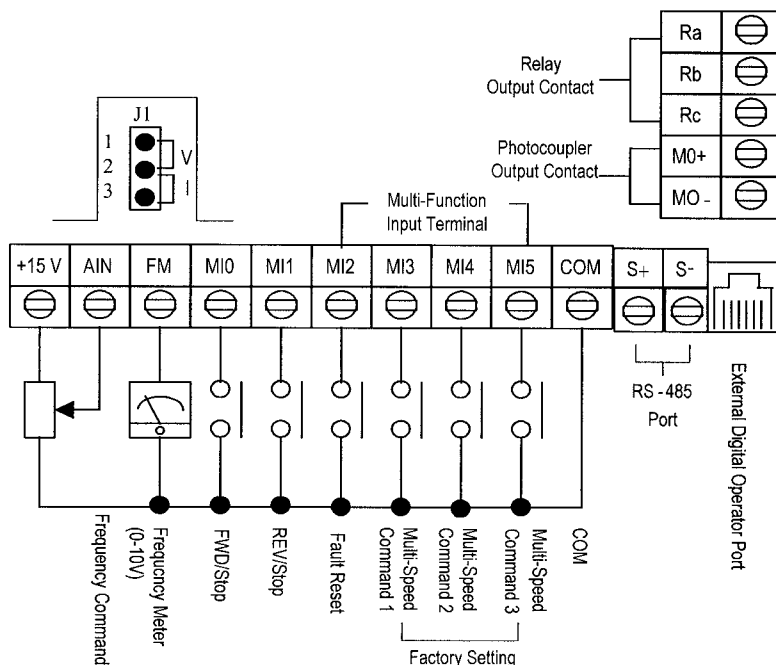 Ra
Relay
Output Contact
Rb
Rc
Photocoupler
Output Contact
M0+
MO -
J1
1
2
3
V
I
Multi-Function
Input Terminal
+15 V AIN FM MI0 MI1 MI2 MI3 MI4 MI5 COM S+ S-
RS - 485
Port
External Digital Operator Port
Frequency Command
Frequcncy Meter
(0-10V)
FWD/Stop
REV/Stop
Fault Reset
Multi-Speed
Command 1
Multi-Speed
Command 2
Multi-Speed
Command 3
COM
Factory Setting